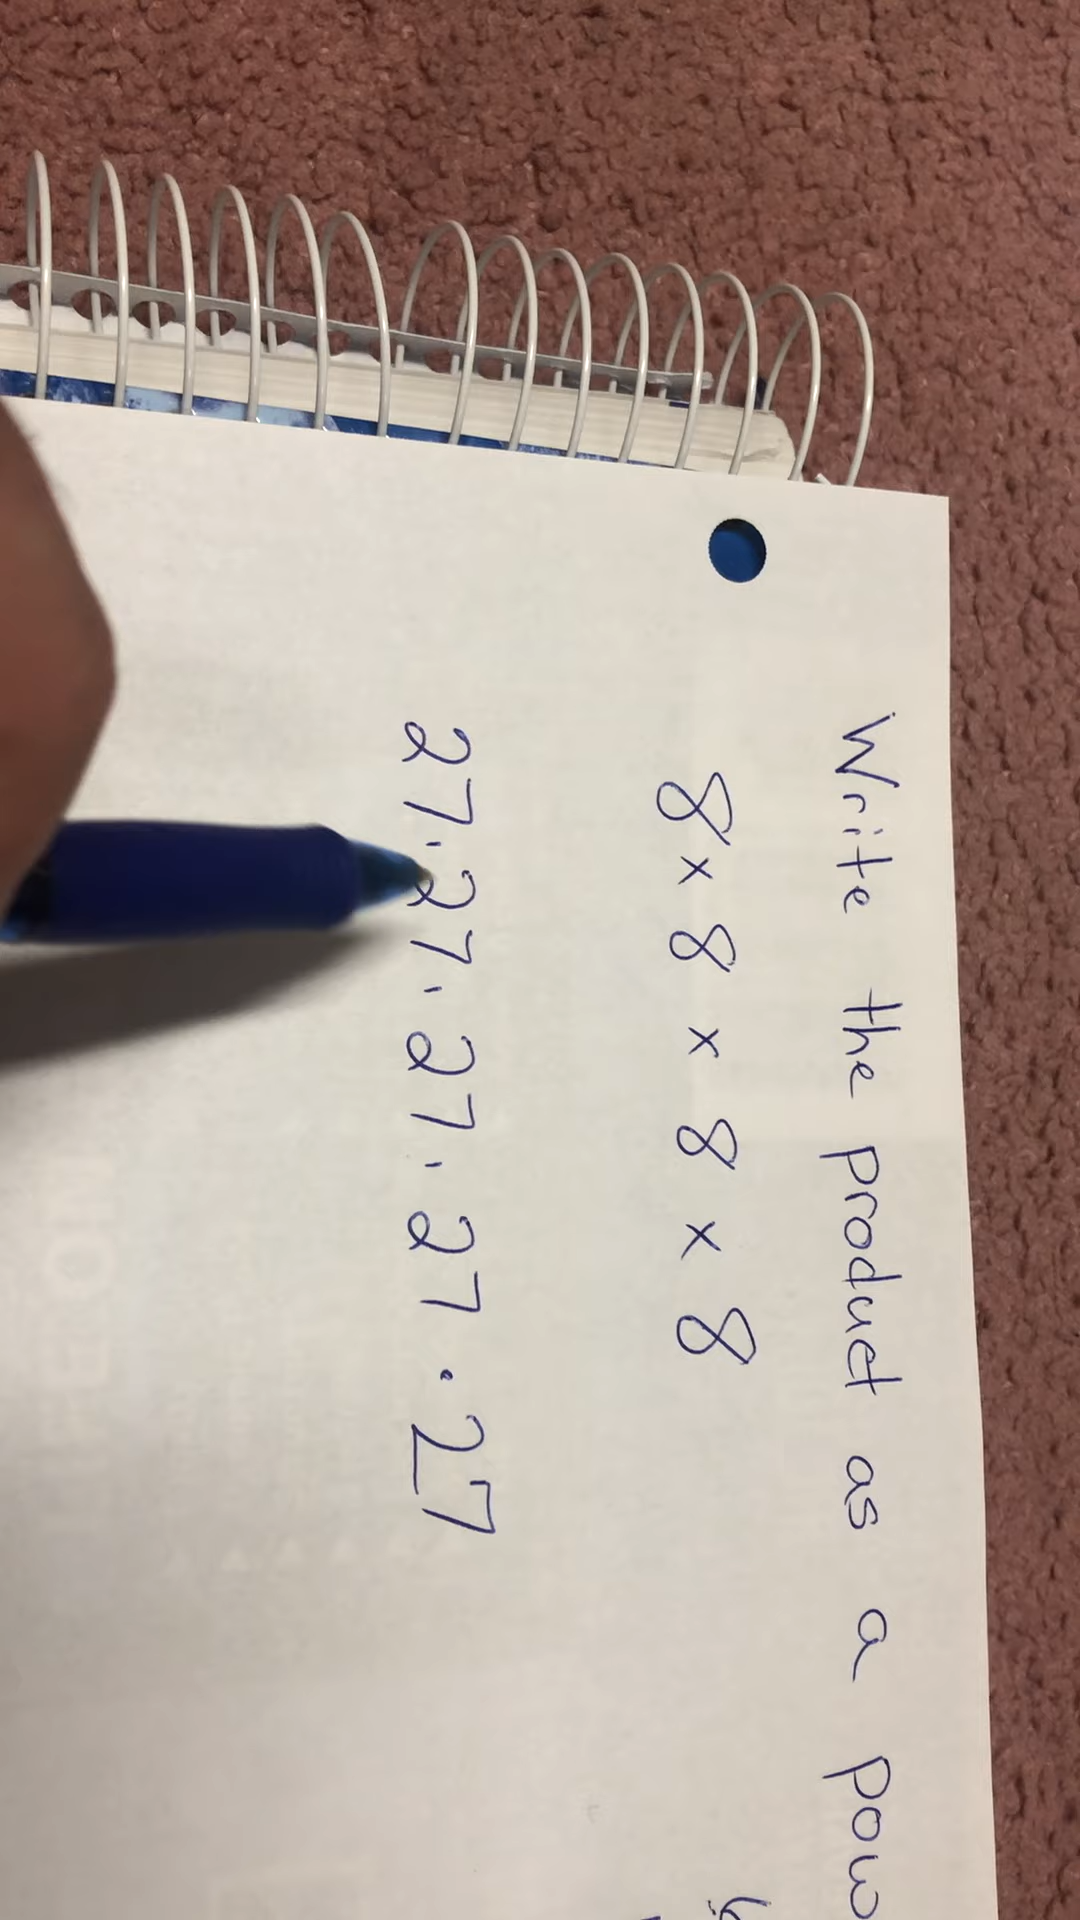 Write the product as a pow
8 x 8 x 8 x 8
27 · 27 · 27 · 27 · 27